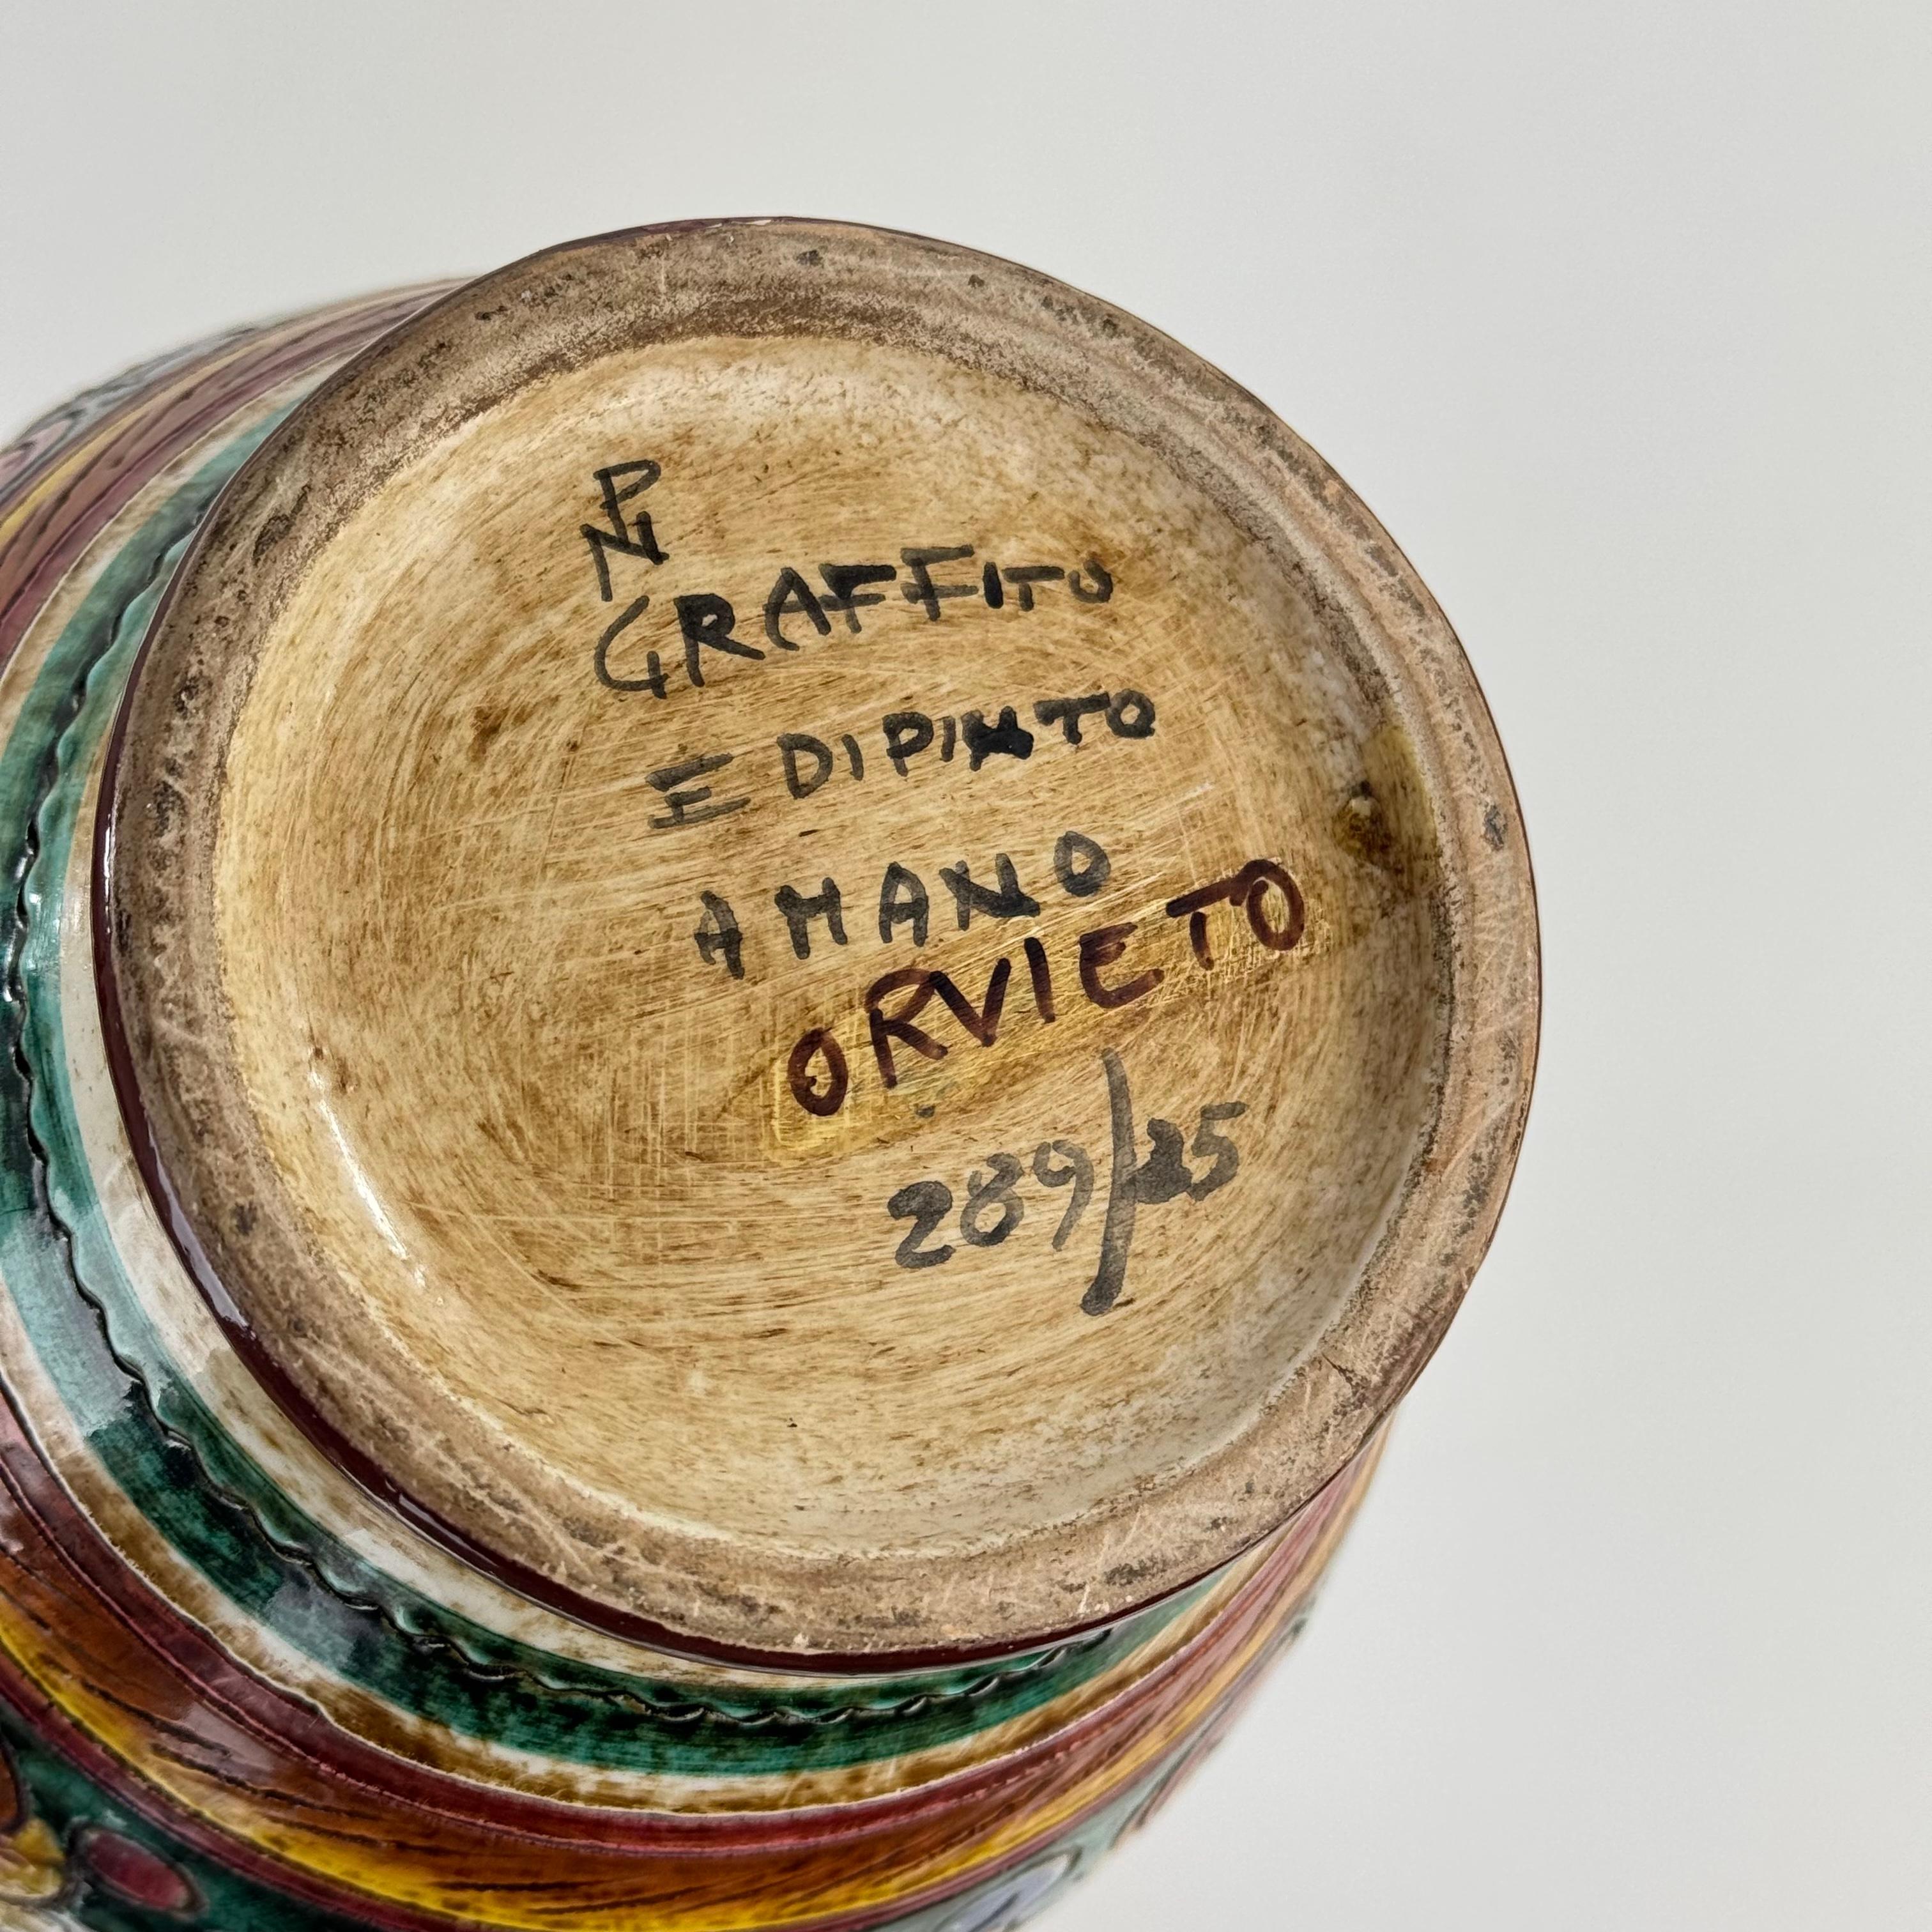 PN
GRAFFITO
E DIPINTO
A MANO
ORVIETO
289/25